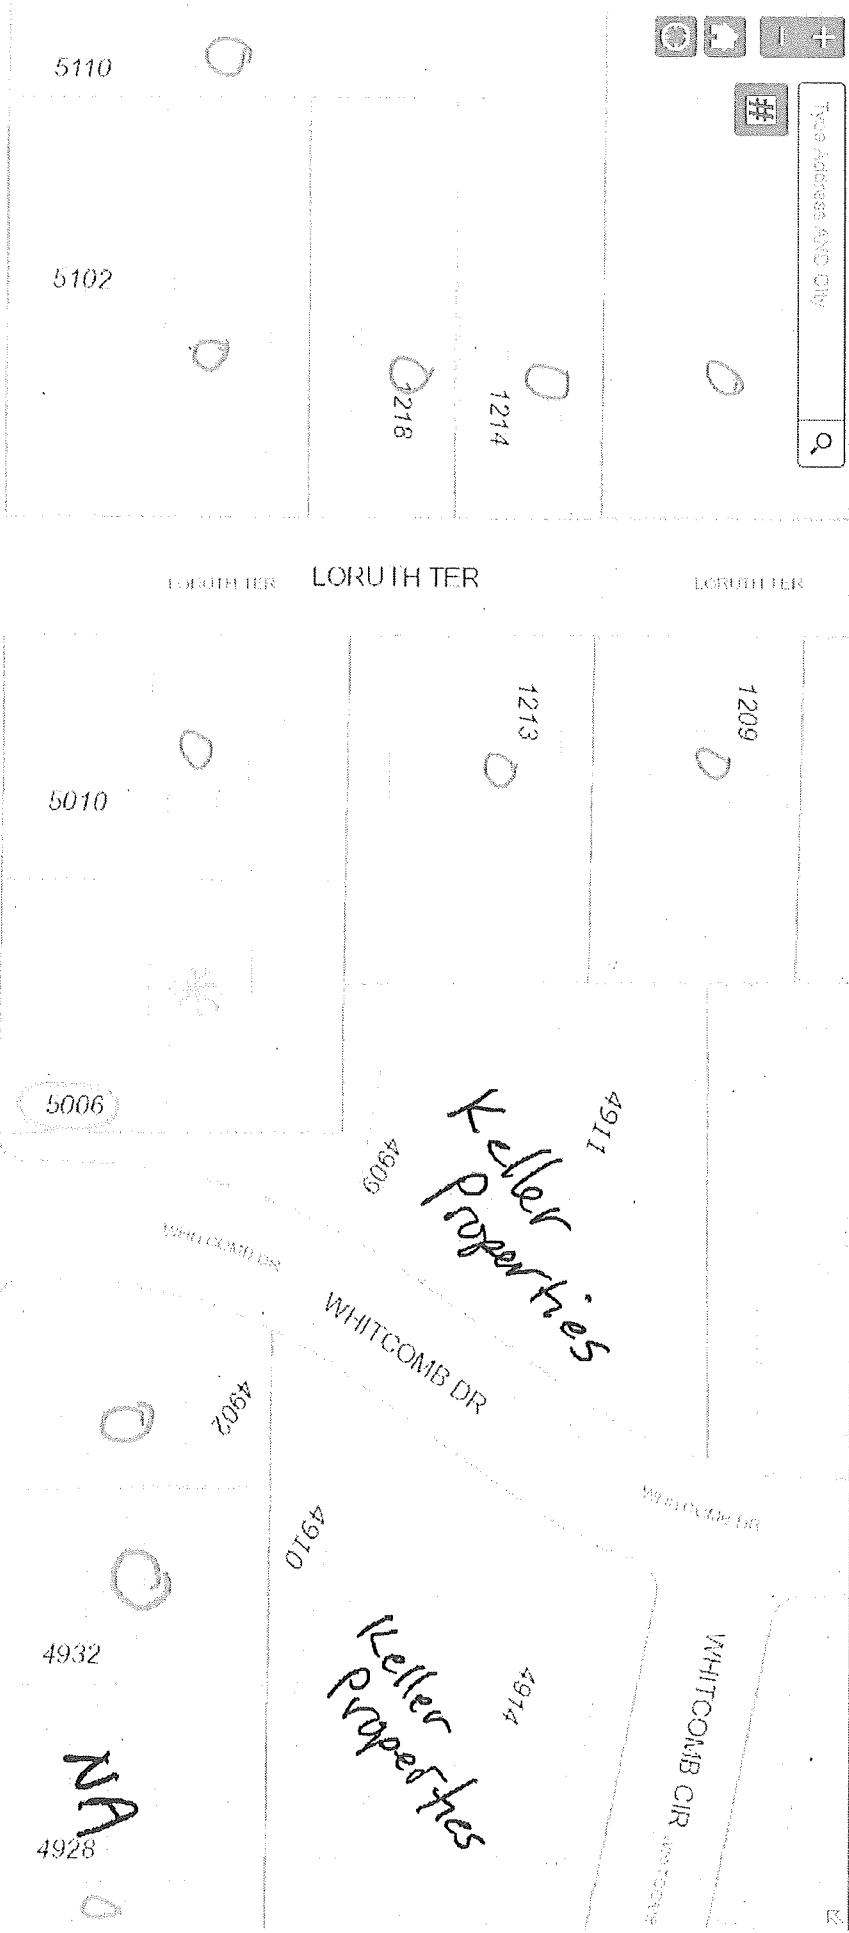 +
−
#
Type Address AND City
5110
5102
1218
1214
LORUTH TER
LORUTH TER
LORUTH TER
1213
1209
5010
5006
4911
4909
Keller
Properties
WHITCOMB DR
WHITCOMB DR
WHITCOMB DR
4902
4910
4932
4914
Keller
Properties
WHITCOMB CIR
NA
4928